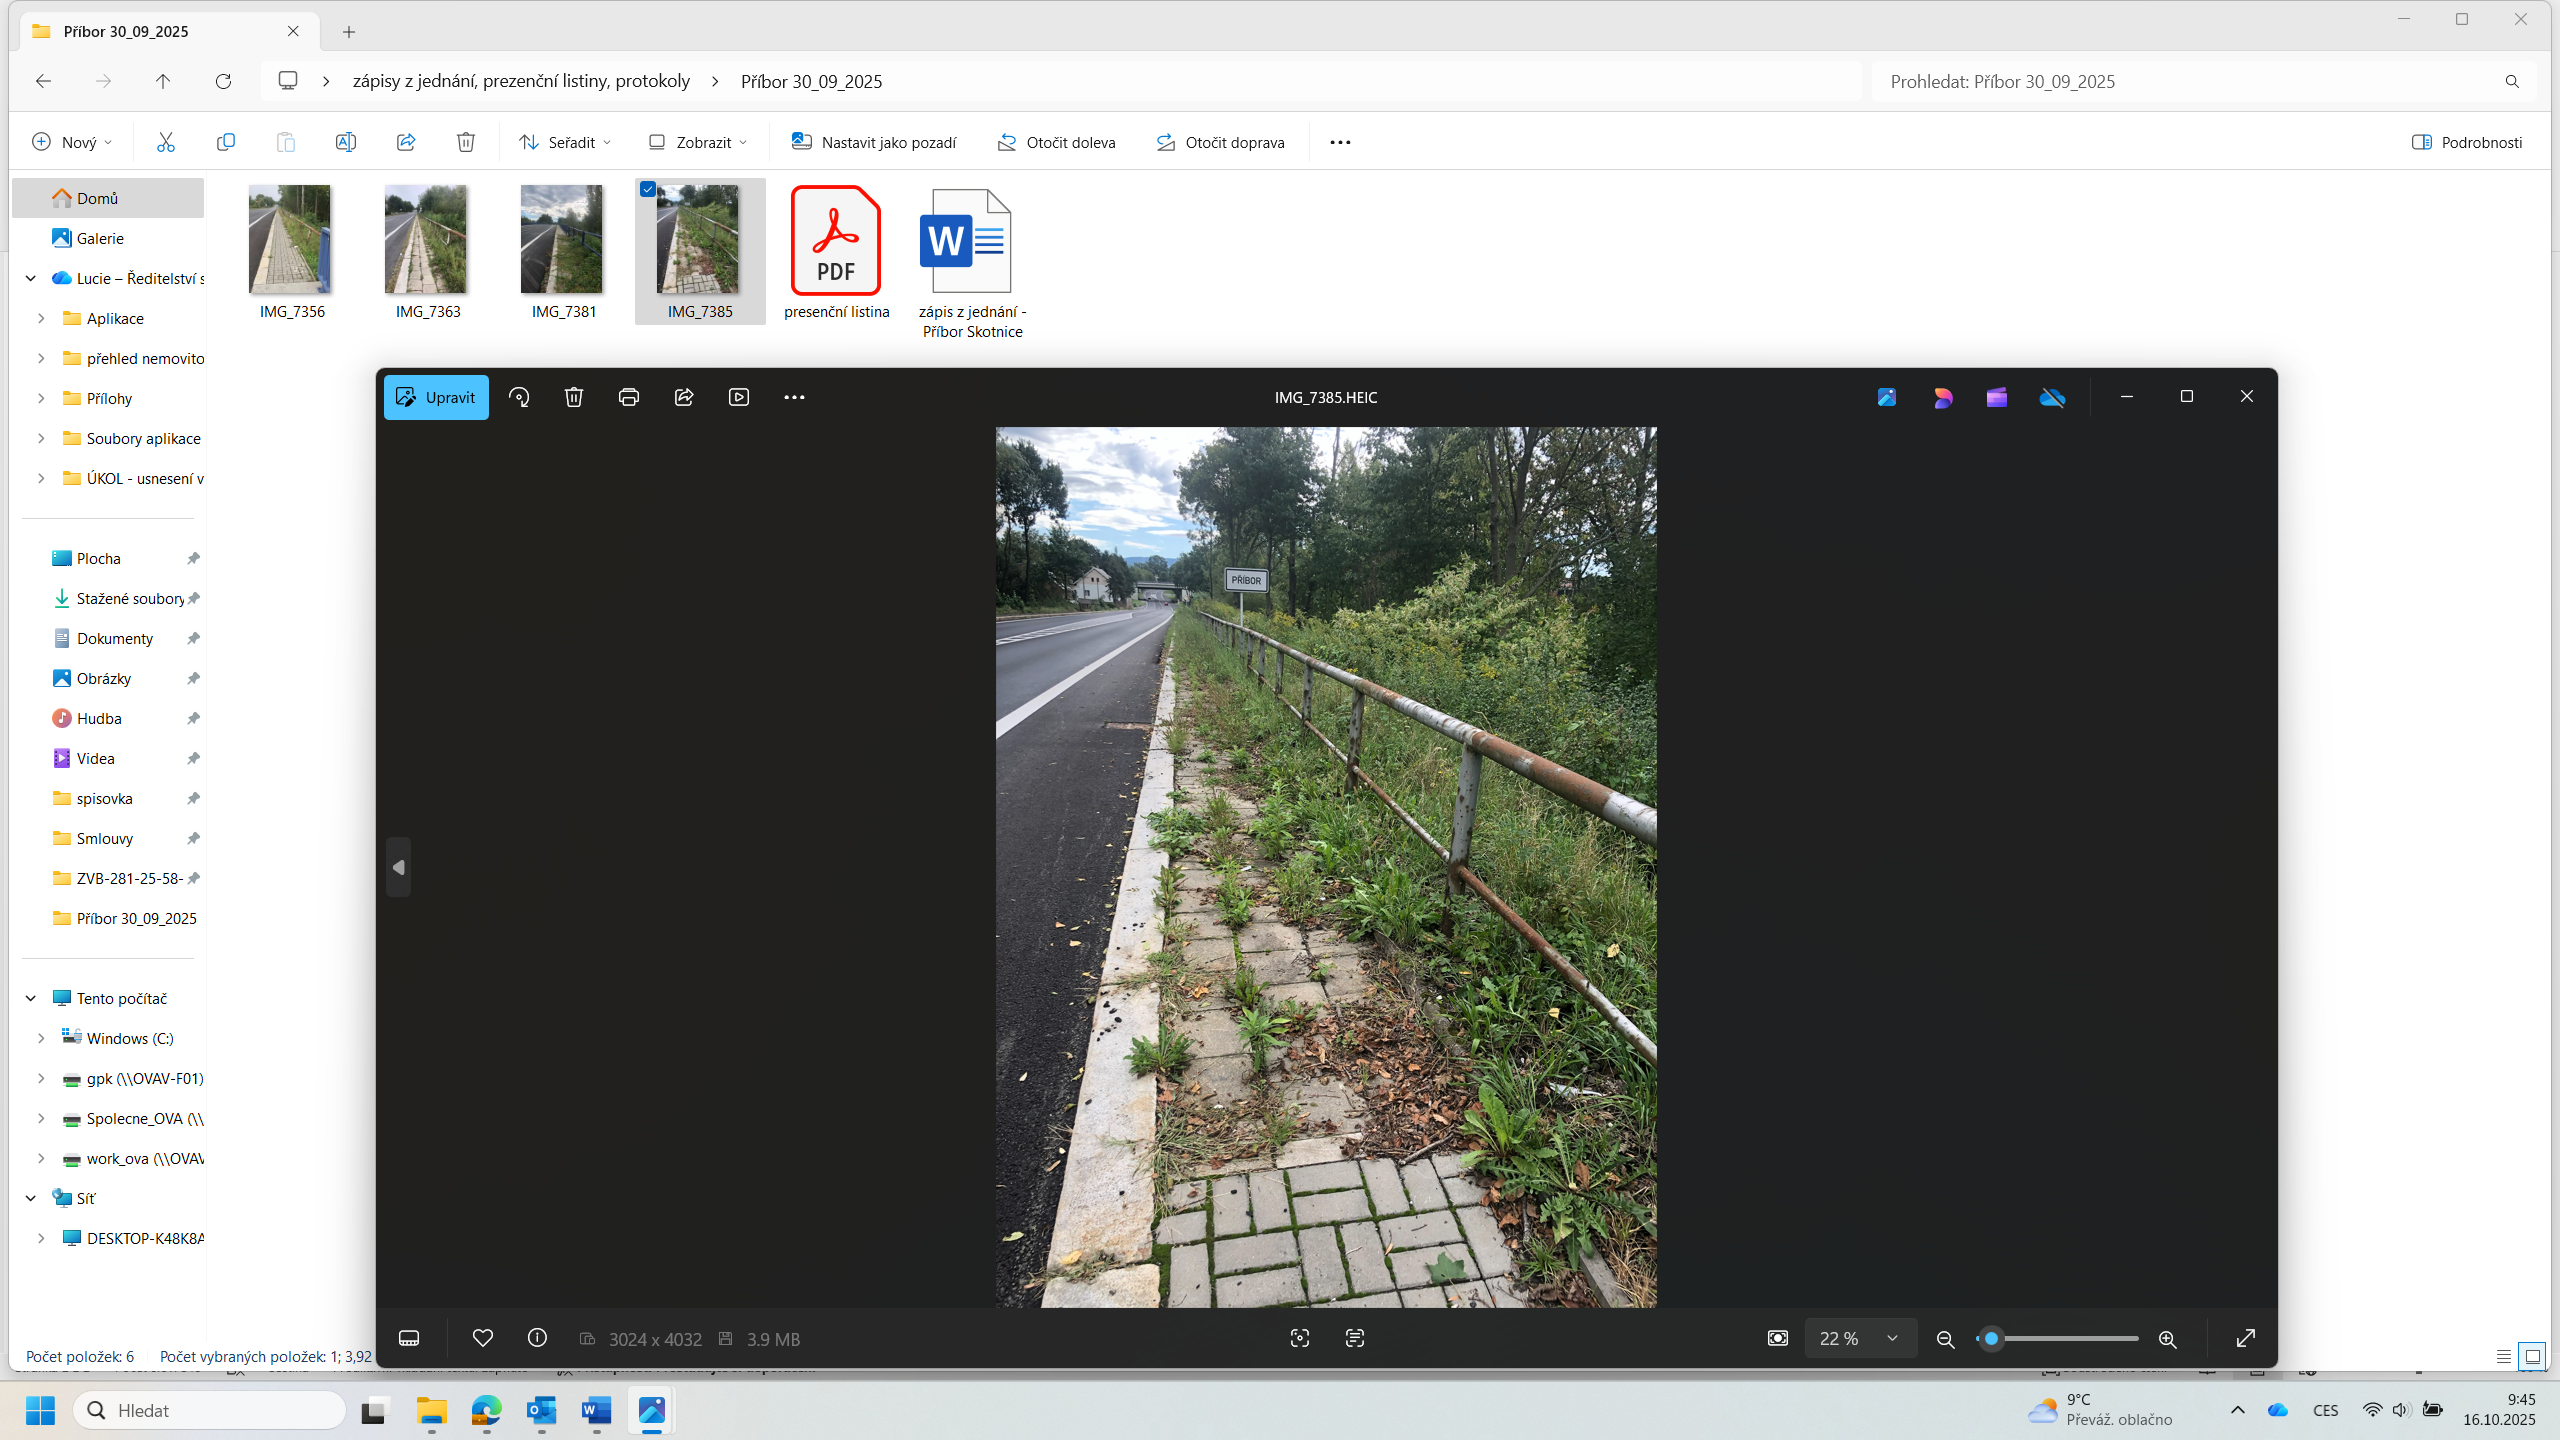 Příbor 30_09_2025
zápisy z jednání, prezenční listiny, protokoly
Příbor 30_09_2025
Prohledat: Příbor 30_09_2025
Nový
Seřadit
Zobrazit
Nastavit jako pozadí
Otočit doleva
Otočit doprava
Podrobnosti
Domů
Galerie
Lucie – Ředitelství s
Aplikace
přehled nemovito
Přílohy
Soubory aplikace
ÚKOL - usnesení v
Plocha
Stažené soubory
Dokumenty
Obrázky
Hudba
Videa
spisovka
Smlouvy
ZVB-281-25-58-
Příbor 30_09_2025
Tento počítač
Windows (C:)
gpk (\\OVAV-F01)
Spolecne_OVA (\\
work_ova (\\OVAV
Síť
DESKTOP-K48K8A
IMG_7356
IMG_7363
IMG_7381
IMG_7385
PDF
presenční listina
W
zápis z jednání -
Příbor Skotnice
Upravit
IMG_7385.HEIC
PŘÍBOR
3024 x 4032
3.9 MB
22 %
Počet položek: 6
Počet vybraných položek: 1; 3,92
Hledat
9°C
Převáž. oblačno
CES
9:45
16.10.2025